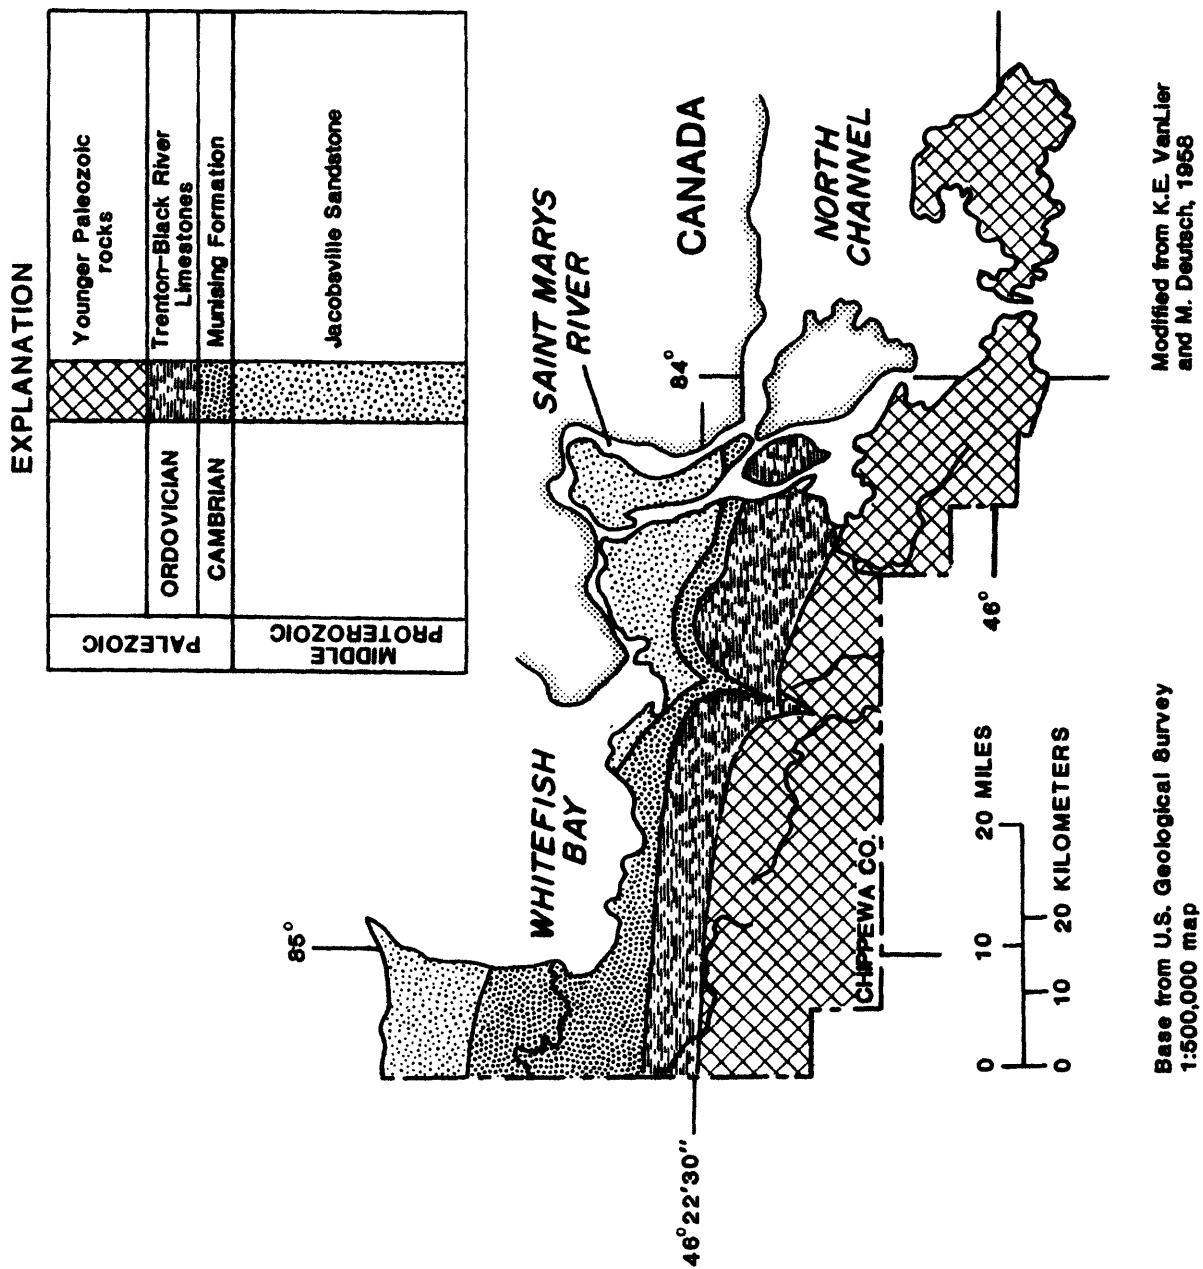 EXPLANATION
Younger Paleozoic
rocks
ORDOVICIAN
Trenton-Black River
Limestones
CAMBRIAN
Munising Formation
PALEZOIC
Jacobsville Sandstone
MIDDLE
PROTEROZOIC
85°
WHITEFISH
BAY
SAINT MARYS
RIVER
84°
CANADA
NORTH
CHANNEL
46°22'30"
CHIPPEWA CO.
46°
0 10 20 MILES
0 10 20 KILOMETERS
Base from U.S. Geological Survey
1:500,000 map
Modified from K.E. VanLier
and M. Deutsch, 1958